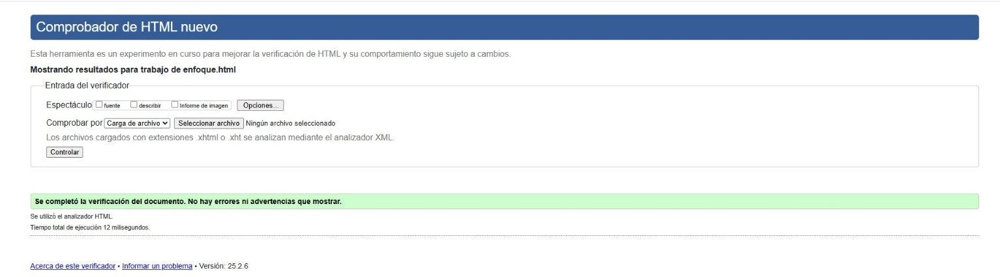 Comprobador de HTML nuevo
Esta herramienta es un experimento en curso para mejorar la verificación de HTML y su comportamiento sigue sujeto a cambios.
Mostrando resultados para trabajo de enfoque.html
Entrada del verificador
Espectáculo fuente describir Informe de imagen Opciones...
Comprobar por Carga de archivo Seleccionar archivo Ningún archivo seleccionado
Los archivos cargados con extensiones .xhtml o .xht se analizan mediante el analizador XML.
Controlar
Se completó la verificación del documento. No hay errores ni advertencias que mostrar.
Se utilizó el analizador HTML.
Tiempo total de ejecución 12 milisegundos.
Acerca de este verificador • Informar un problema • Versión: 25.2.6